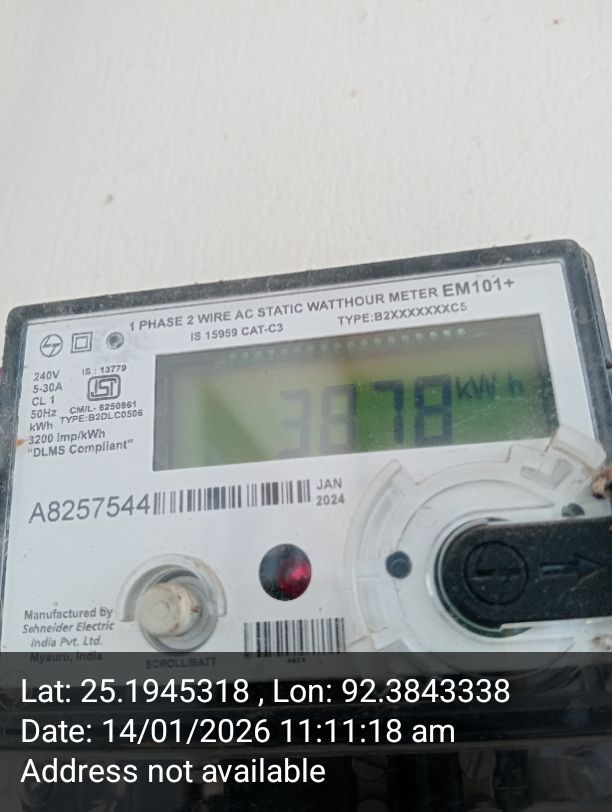 1 PHASE 2 WIRE AC STATIC WATTHOUR METER EM101+
IS 15959 CAT-C3 TYPE:B2XXXXXXXC5
240V
5-30A
CL 1
50Hz
kWh
3200 imp/kWh
"DLMS Compliant"
IS : 13779
CM/L- 8250861
TYPE:B2DLC0506
3878 kW h
A8257544
JAN
2024
Manufactured By
Schneider Electric
India Pvt. Ltd.
Mysuru, India
SCROLL/BATT
Lat: 25.1945318 , Lon: 92.3843338
Date: 14/01/2026 11:11:18 am
Address not available